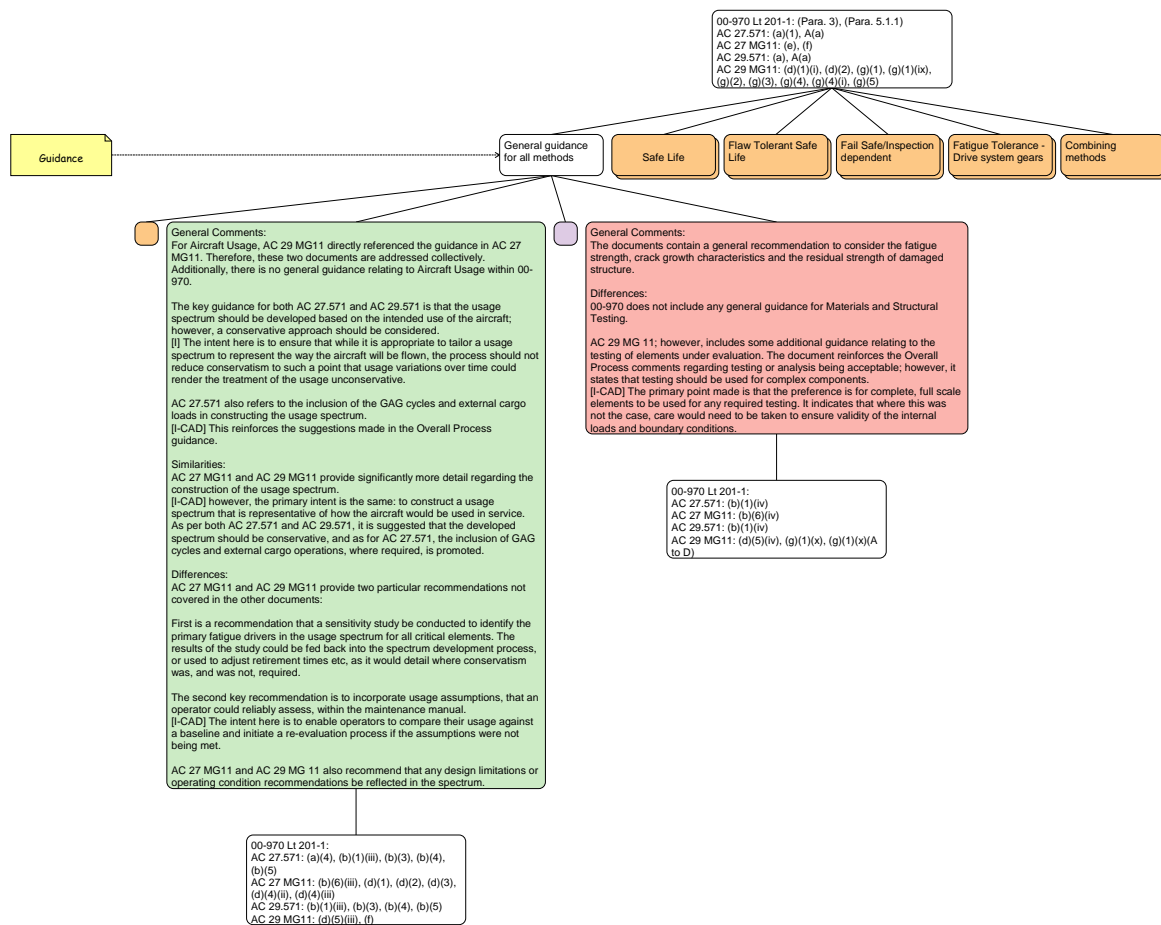 00-970 Lt 201-1: (Para. 3), (Para. 5.1.1)
AC 27.571: (a)(1), A(a)
AC 27 MG11: (e), (f)
AC 29.571: (a), A(a)
AC 29 MG11: (d)(1)(i), (d)(2), (g)(1), (g)(1)(ix),
(g)(2), (g)(3), (g)(4), (g)(4)(i), (g)(5)
Guidance
General guidance
for all methods
Safe Life
Flaw Tolerant Safe
Life
Fail Safe/Inspection
dependent
Fatigue Tolerance -
Drive system gears
Combining
methods
General Comments:
For Aircraft Usage, AC 29 MG11 directly referenced the guidance in AC 27
MG11. Therefore, these two documents are addressed collectively.
Additionally, there is no general guidance relating to Aircraft Usage within 00-
970.
The key guidance for both AC 27.571 and AC 29.571 is that the usage
spectrum should be developed based on the intended use of the aircraft;
however, a conservative approach should be considered.
[I] The intent here is to ensure that while it is appropriate to tailor a usage
spectrum to represent the way the aircraft will be flown, the process should not
reduce conservatism to such a point that usage variations over time could
render the treatment of the usage unconservative.
AC 27.571 also refers to the inclusion of the GAG cycles and external cargo
loads in constructing the usage spectrum.
[I-CAD] This reinforces the suggestions made in the Overall Process
guidance.
Similarities:
AC 27 MG11 and AC 29 MG11 provide significantly more detail regarding the
construction of the usage spectrum.
[I-CAD] however, the primary intent is the same: to construct a usage
spectrum that is representative of how the aircraft would be used in service.
As per both AC 27.571 and AC 29.571, it is suggested that the developed
spectrum should be conservative, and as for AC 27.571, the inclusion of GAG
cycles and external cargo operations, where required, is promoted.
Differences:
AC 27 MG11 and AC 29 MG11 provide two particular recommendations not
covered in the other documents:
First is a recommendation that a sensitivity study be conducted to identify the
primary fatigue drivers in the usage spectrum for all critical elements. The
results of the study could be fed back into the spectrum development process,
or used to adjust retirement times etc, as it would detail where conservatism
was, and was not, required.
The second key recommendation is to incorporate usage assumptions, that an
operator could reliably assess, within the maintenance manual.
[I-CAD] The intent here is to enable operators to compare their usage against
a baseline and initiate a re-evaluation process if the assumptions were not
being met.
AC 27 MG11 and AC 29 MG 11 also recommend that any design limitations or
operating condition recommendations be reflected in the spectrum.
General Comments:
The documents contain a general recommendation to consider the fatigue
strength, crack growth characteristics and the residual strength of damaged
structure.
Differences:
00-970 does not include any general guidance for Materials and Structural
Testing.
AC 29 MG 11; however, includes some additional guidance relating to the
testing of elements under evaluation. The document reinforces the Overall
Process comments regarding testing or analysis being acceptable; however, it
states that testing should be used for complex components.
[I-CAD] The primary point made is that the preference is for complete, full scale
elements to be used for any required testing. It indicates that where this was
not the case, care would need to be taken to ensure validity of the internal
loads and boundary conditions.
00-970 Lt 201-1:
AC 27.571: (b)(1)(iv)
AC 27 MG11: (b)(6)(iv)
AC 29.571: (b)(1)(iv)
AC 29 MG11: (d)(5)(iv), (g)(1)(x), (g)(1)(x)(A
to D)
00-970 Lt 201-1:
AC 27.571: (a)(4), (b)(1)(iii), (b)(3), (b)(4),
(b)(5)
AC 27 MG11: (b)(6)(iii), (d)(1), (d)(2), (d)(3),
(d)(4)(ii), (d)(4)(iii)
AC 29.571: (b)(1)(iii), (b)(3), (b)(4), (b)(5)
AC 29 MG11: (d)(5)(iii), (f)